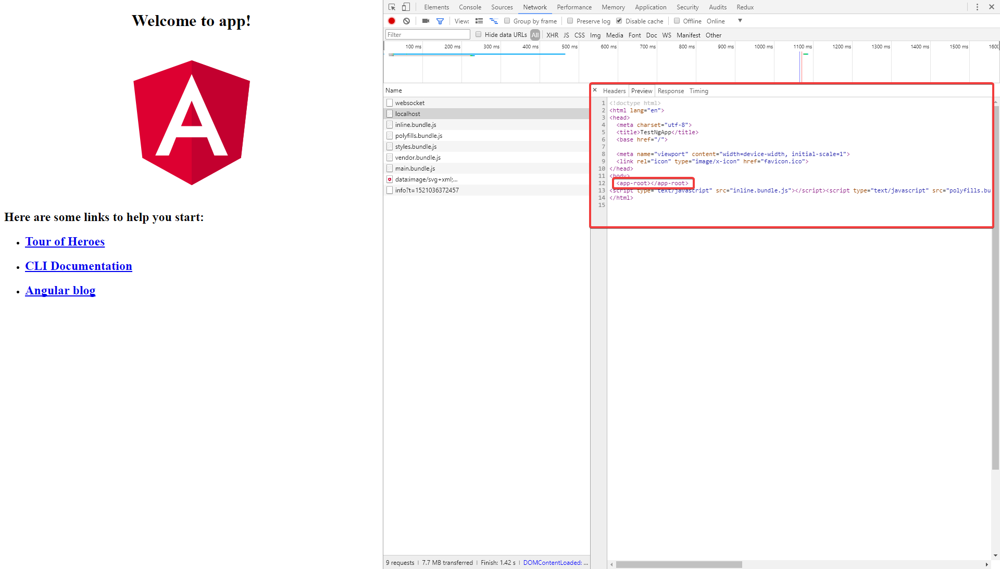 Welcome to app!
A
Here are some links to help you start:
Tour of Heroes
CLI Documentation
Angular blog
Elements Console Sources Network Performance Memory Application Security Audits Redux
View: Group by frame Preserve log Disable cache Offline Online
Filter Hide data URLs All XHR JS CSS Img Media Font Doc WS Manifest Other
100 ms 200 ms 300 ms 400 ms 500 ms 600 ms 700 ms 800 ms 900 ms 1000 ms 1100 ms 1200 ms 1300 ms 1400 ms 1500 ms
Name
websocket
localhost
inline.bundle.js
polyfills.bundle.js
styles.bundle.js
vendor.bundle.js
main.bundle.js
data:image/svg+xml;...
info?t=1521036372457
9 requests | 7.7 MB transferred | Finish: 1.42 s | DOMContentLoaded: ...
× Headers Preview Response Timing
1 <!doctype html>
2 <html lang="en">
3 <head>
4 <meta charset="utf-8">
5 <title>TestNgApp</title>
6 <base href="/">
7
8 <meta name="viewport" content="width=device-width, initial-scale=1">
9 <link rel="icon" type="image/x-icon" href="favicon.ico">
10 </head>
11 <body>
12 <app-root></app-root>
13 <script type="text/javascript" src="inline.bundle.js"></script><script type="text/javascript" src="polyfills.bu
14 </html>
15